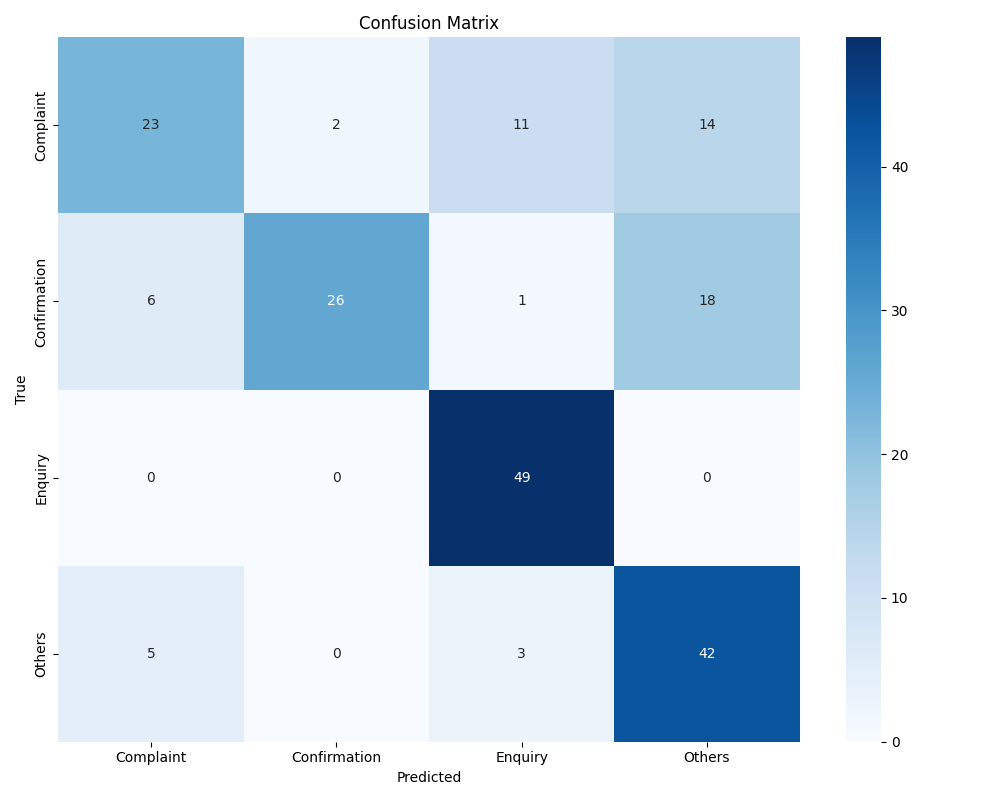 Confusion Matrix
True
Complaint 23 2 11 14
Confirmation 6 26 1 18
Enquiry 0 0 49 0
Others 5 0 3 42
Complaint Confirmation Enquiry Others
Predicted
40
30
20
10
0